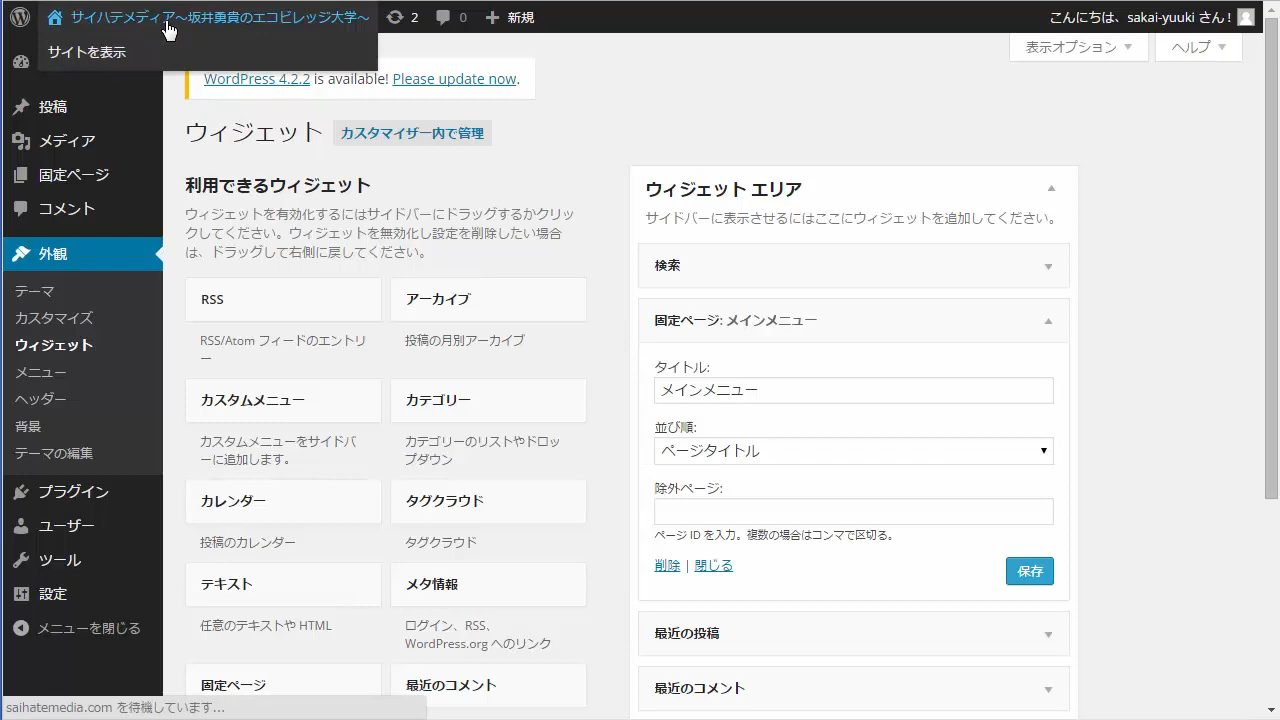 サイハテメディア～坂井勇貴のエコビレッジ大学～
2
0
新規
こんにちは、sakai-yuuki さん!
サイトを表示
表示オプション
ヘルプ
WordPress 4.2.2 is available! Please update now.
投稿
メディア
固定ページ
コメント
外観
テーマ
カスタマイズ
ウィジェット
メニュー
ヘッダー
背景
テーマの編集
プラグイン
ユーザー
ツール
設定
メニューを閉じる
ウィジェット
カスタマイザー内で管理
利用できるウィジェット
ウィジェットを有効化するにはサイドバーにドラッグするかクリッ
クしてください。ウィジェットを無効化し設定を削除したい場合
は、ドラッグして右側に戻してください。
RSS
アーカイブ
RSS/Atom フィードのエントリ
ー
投稿の月別アーカイブ
カスタムメニュー
カテゴリー
カスタムメニューをサイドバ
ーに追加します。
カテゴリーのリストやドロッ
プダウン
カレンダー
タグクラウド
投稿のカレンダー
タグクラウド
テキスト
メタ情報
任意のテキストや HTML
ログイン、RSS、
WordPress.org へのリンク
固定ページ
最近のコメント
ウィジェット エリア
サイドバーに表示させるにはここにウィジェットを追加してください。
検索
固定ページ: メインメニュー
タイトル:
メインメニュー
並び順:
ページタイトル
除外ページ:
ページ ID を入力。複数の場合はコンマで区切る。
削除 | 閉じる
保存
最近の投稿
最近のコメント
saihatemedia.com を待機しています...